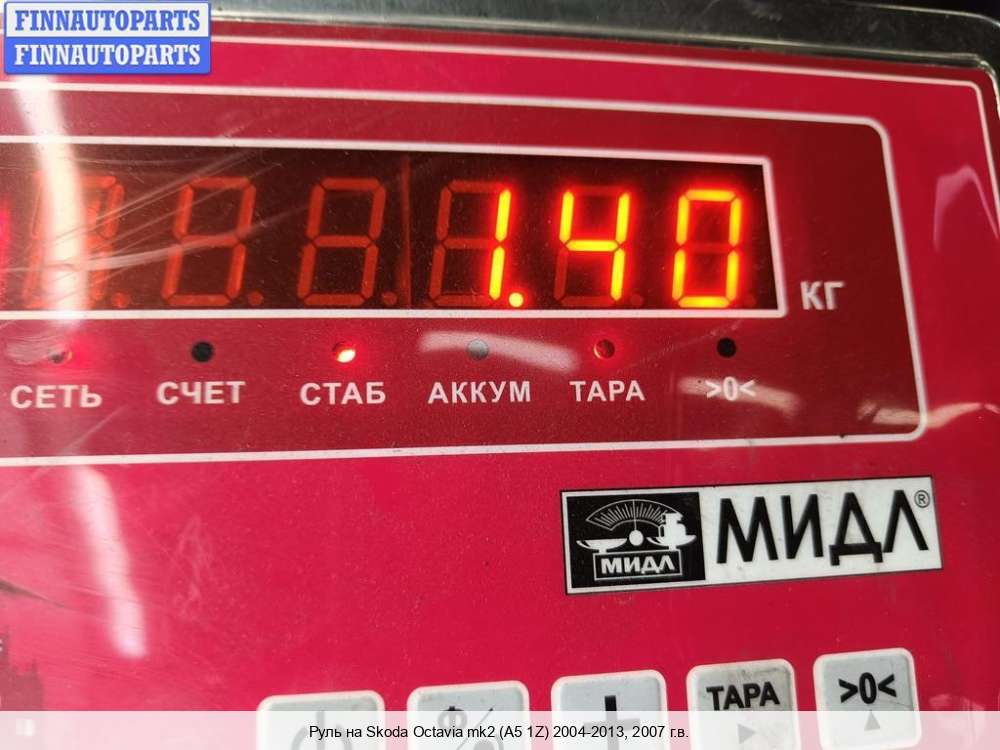 FINNAUTOPARTS
FINNAUTOPARTS
1.40
КГ
СЕТЬ СЧЕТ СТАБ АККУМ ТАРА >0<
МИДЛ МИДЛ®
ТАРА >0<
Руль на Skoda Octavia mk2 (A5 1Z) 2004-2013, 2007 г.в.